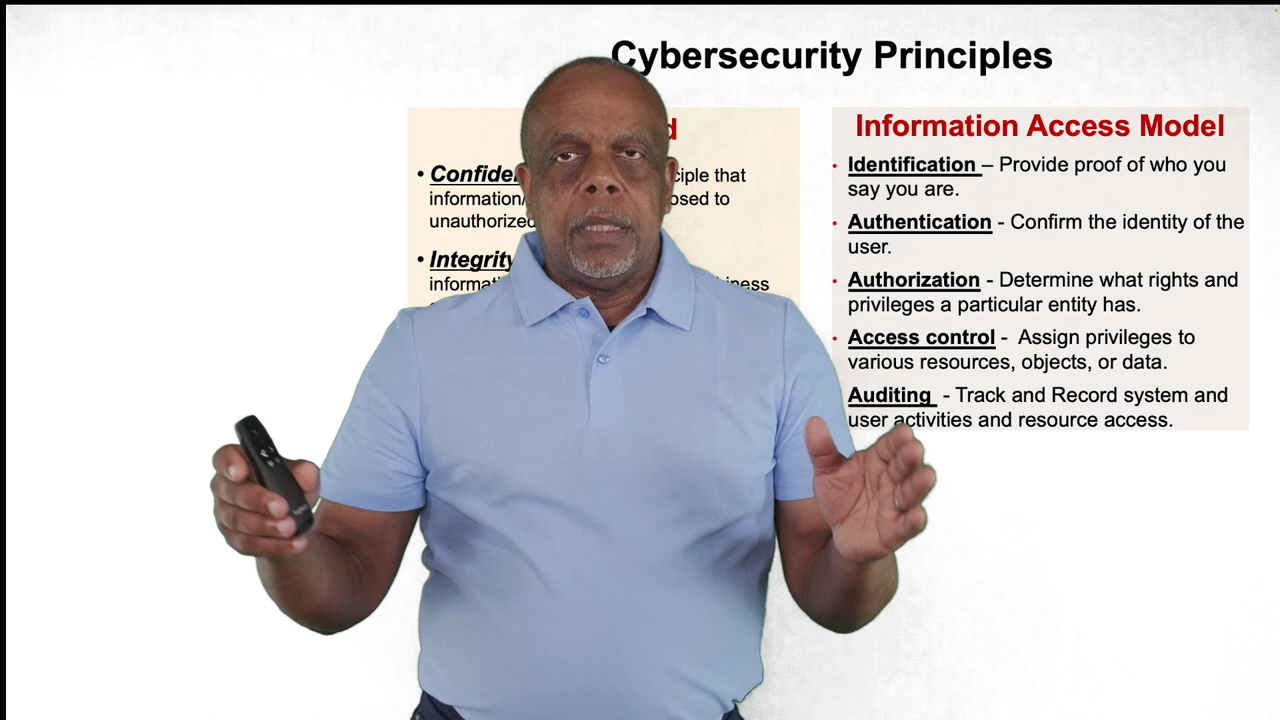 Cybersecurity Principles
• Confide ciple that
information/ osed to
unauthorized
• Integrity
informati ness
Information Access Model
• Identification – Provide proof of who you
say you are.
• Authentication - Confirm the identity of the
user.
• Authorization - Determine what rights and
privileges a particular entity has.
• Access control - Assign privileges to
various resources, objects, or data.
Auditing - Track and Record system and
user activities and resource access.